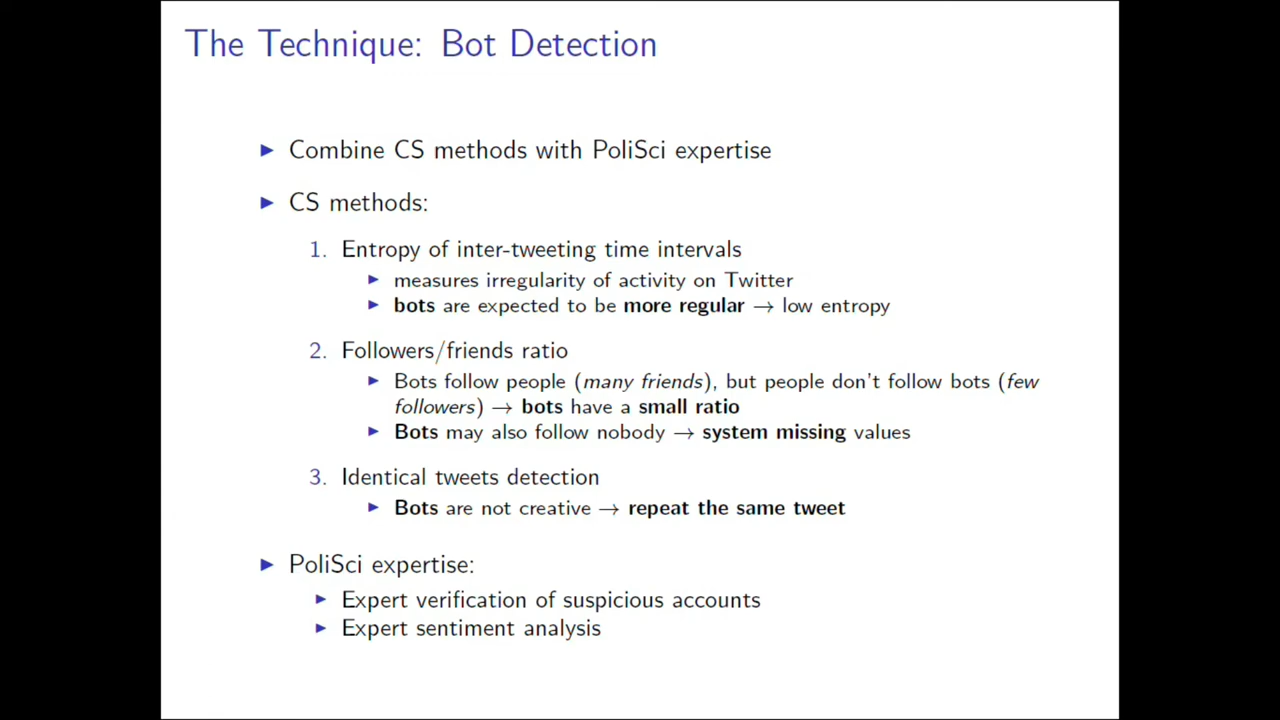 The Technique: Bot Detection
▶ Combine CS methods with PoliSci expertise
▶ CS methods:
1. Entropy of inter-tweeting time intervals
▶ measures irregularity of activity on Twitter
▶ bots are expected to be more regular → low entropy
2. Followers/friends ratio
▶ Bots follow people (many friends), but people don't follow bots (few
followers) → bots have a small ratio
▶ Bots may also follow nobody → system missing values
3. Identical tweets detection
▶ Bots are not creative → repeat the same tweet
▶ PoliSci expertise:
▶ Expert verification of suspicious accounts
▶ Expert sentiment analysis